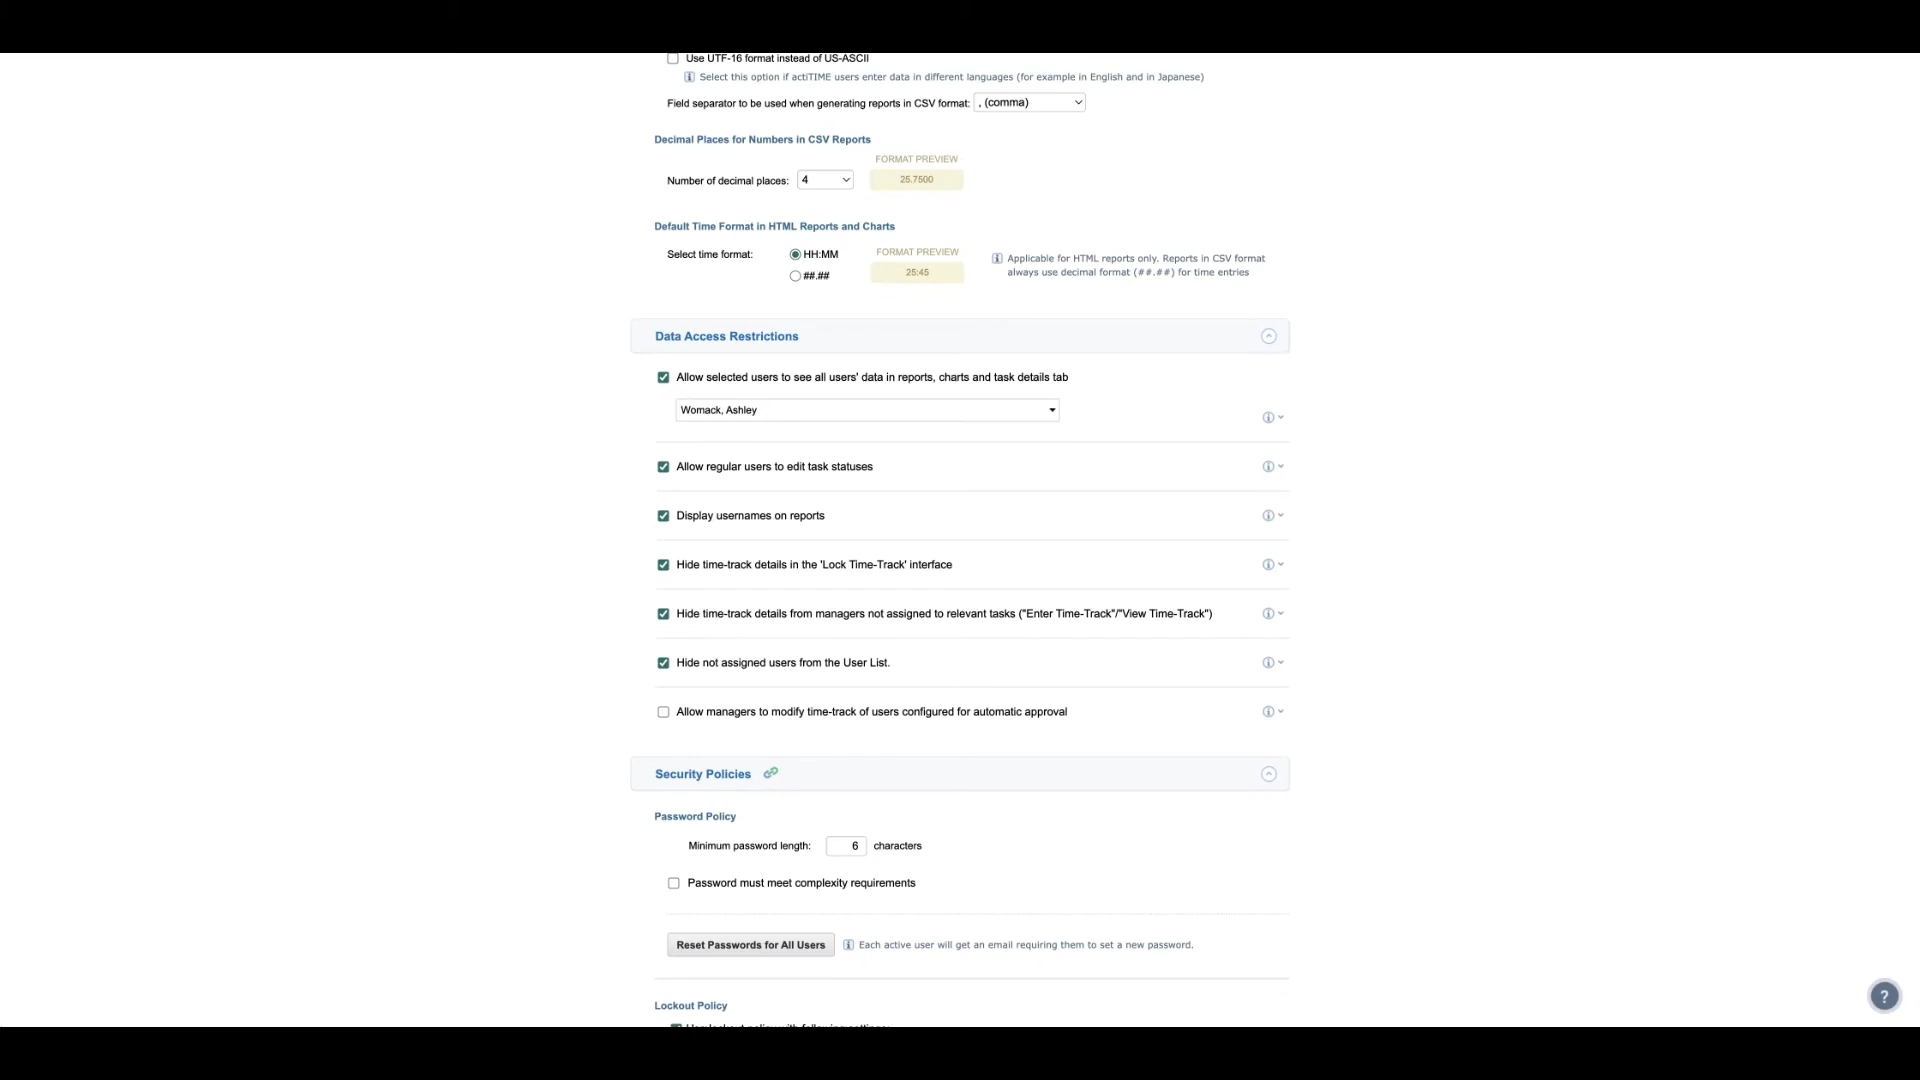 Use UTF-16 format instead of US-ASCII
Select this option if actiTIME users enter data in different languages (for example in English and in Japanese)
Field separator to be used when generating reports in CSV format: , (comma)
Decimal Places for Numbers in CSV Reports
FORMAT PREVIEW
Number of decimal places: 4 25.7500
Default Time Format in HTML Reports and Charts
Select time format: HH:MM FORMAT PREVIEW
##.## 25:45
Applicable for HTML reports only. Reports in CSV format
always use decimal format (##.##) for time entries
Data Access Restrictions
Allow selected users to see all users' data in reports, charts and task details tab
Womack, Ashley
Allow regular users to edit task statuses
Display usernames on reports
Hide time-track details in the 'Lock Time-Track' interface
Hide time-track details from managers not assigned to relevant tasks ("Enter Time-Track"/"View Time-Track")
Hide not assigned users from the User List.
Allow managers to modify time-track of users configured for automatic approval
Security Policies
Password Policy
Minimum password length: 6 characters
Password must meet complexity requirements
Reset Passwords for All Users Each active user will get an email requiring them to set a new password.
Lockout Policy
?